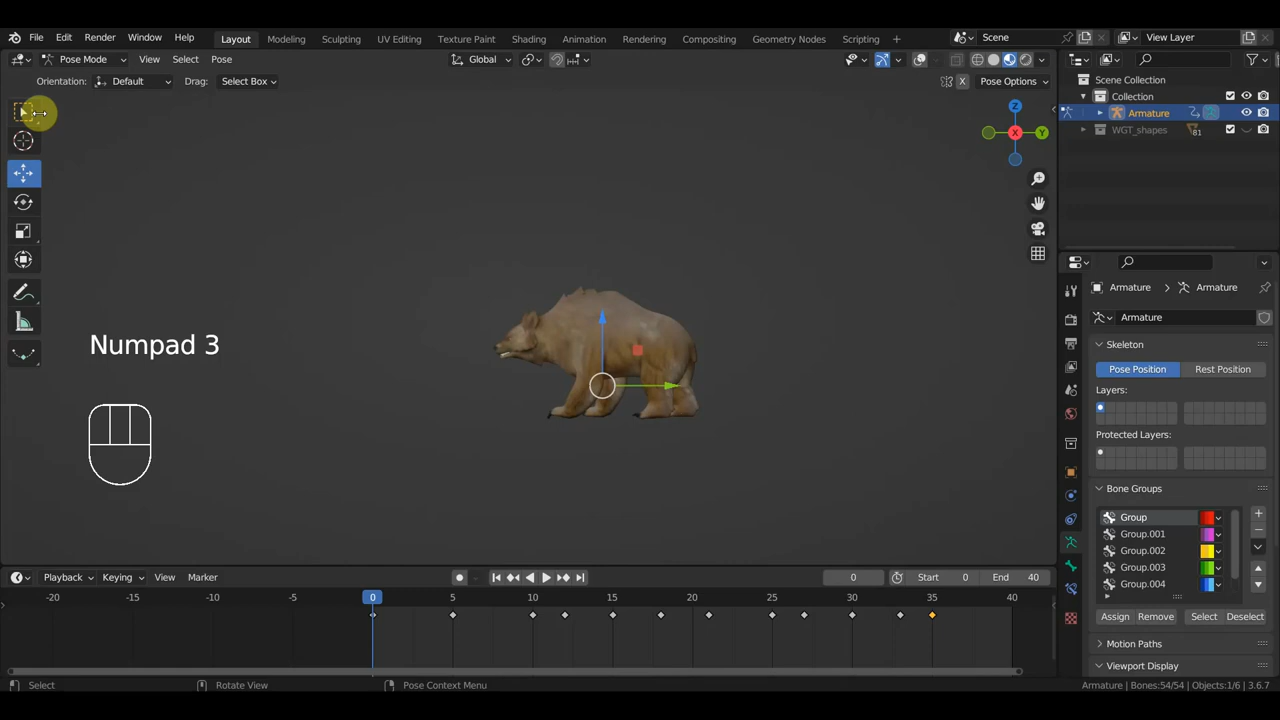 File Edit Render Window Help Layout Modeling Sculpting UV Editing Texture Paint Shading Animation Rendering Compositing Geometry Nodes Scripting + Scene View Layer
Pose Mode View Select Pose Global X Y Z
Orientation: Default Drag: Select Box X Pose Options
Scene Collection
Collection
Armature
WGT_shapes 81
Z
X Y
Armature > Armature
Armature
Skeleton
Pose Position Rest Position
Layers:
Protected Layers:
Bone Groups
Group
Group.001
Group.002
Group.003
Group.004
Assign Remove Select Deselect
Motion Paths
Viewport Display
Numpad 3
Playback Keying View Marker 0 Start 0 End 40
-20 -15 -10 -5 0 5 10 15 20 25 30 35 40
Select Rotate View Pose Context Menu Armature | Bones:54/54 | Objects:1/6 | 3.6.7